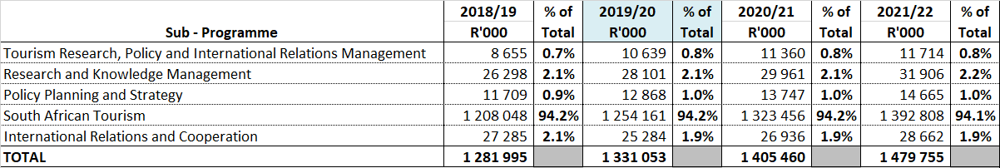 2018/19 % of 2019/20 % of 2020/21 % of 2021/22 % of
Sub - Programme R'000 Total R'000 Total R'000 Total R'000 Total
Tourism Research, Policy and International Relations Management 8 655 0.7% 10 639 0.8% 11 360 0.8% 11 714 0.8%
Research and Knowledge Management 26 298 2.1% 28 101 2.1% 29 961 2.1% 31 906 2.2%
Policy Planning and Strategy 11 709 0.9% 12 868 1.0% 13 747 1.0% 14 665 1.0%
South African Tourism 1 208 048 94.2% 1 254 161 94.2% 1 323 456 94.2% 1 392 808 94.1%
International Relations and Cooperation 27 285 2.1% 25 284 1.9% 26 936 1.9% 28 662 1.9%
TOTAL 1 281 995 1 331 053 1 405 460 1 479 755